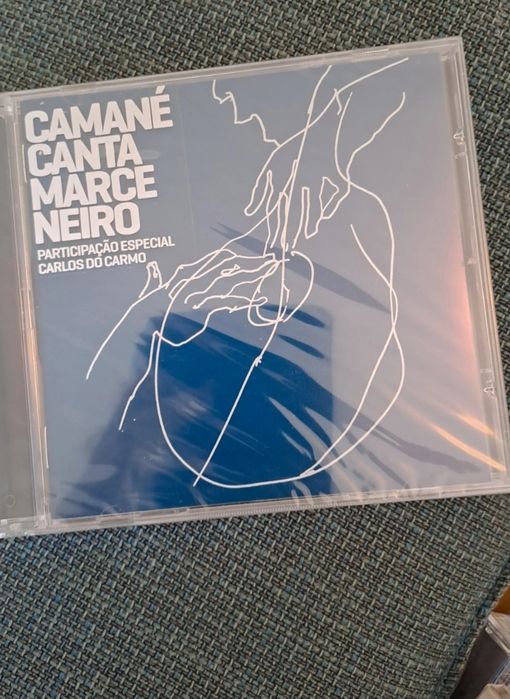 CAMANÉ
CANTA
MARCE
NEIRO
PARTICIPAÇÃO ESPECIAL
CARLOS DO CARMO